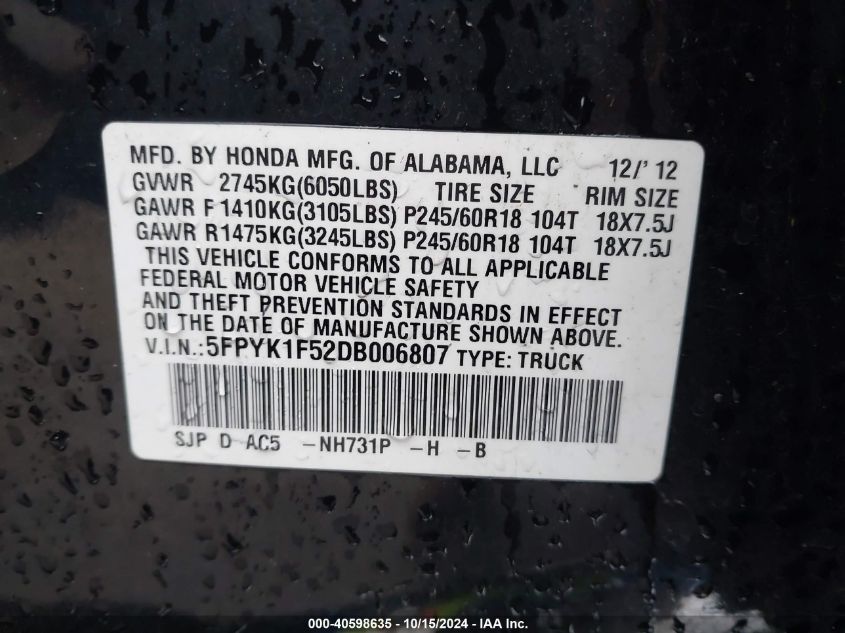 MFD. BY HONDA MFG. OF ALABAMA, LLC 12/'12
GVWR 2745KG(6050LBS) TIRE SIZE RIM SIZE
GAWR F1410KG(3105LBS) P245/60R18 104T 18X7.5J
GAWR R1475KG(3245LBS) P245/60R18 104T 18X7.5J
THIS VEHICLE CONFORMS TO ALL APPLICABLE
FEDERAL MOTOR VEHICLE SAFETY
AND THEFT PREVENTION STANDARDS IN EFFECT
ON THE DATE OF MANUFACTURE SHOWN ABOVE.
V.I.N.:5FPYK1F52DB006807 TYPE: TRUCK
SJP D AC5 -NH731P -H -B
000-40598635 - 10/15/2024 - IAA Inc.